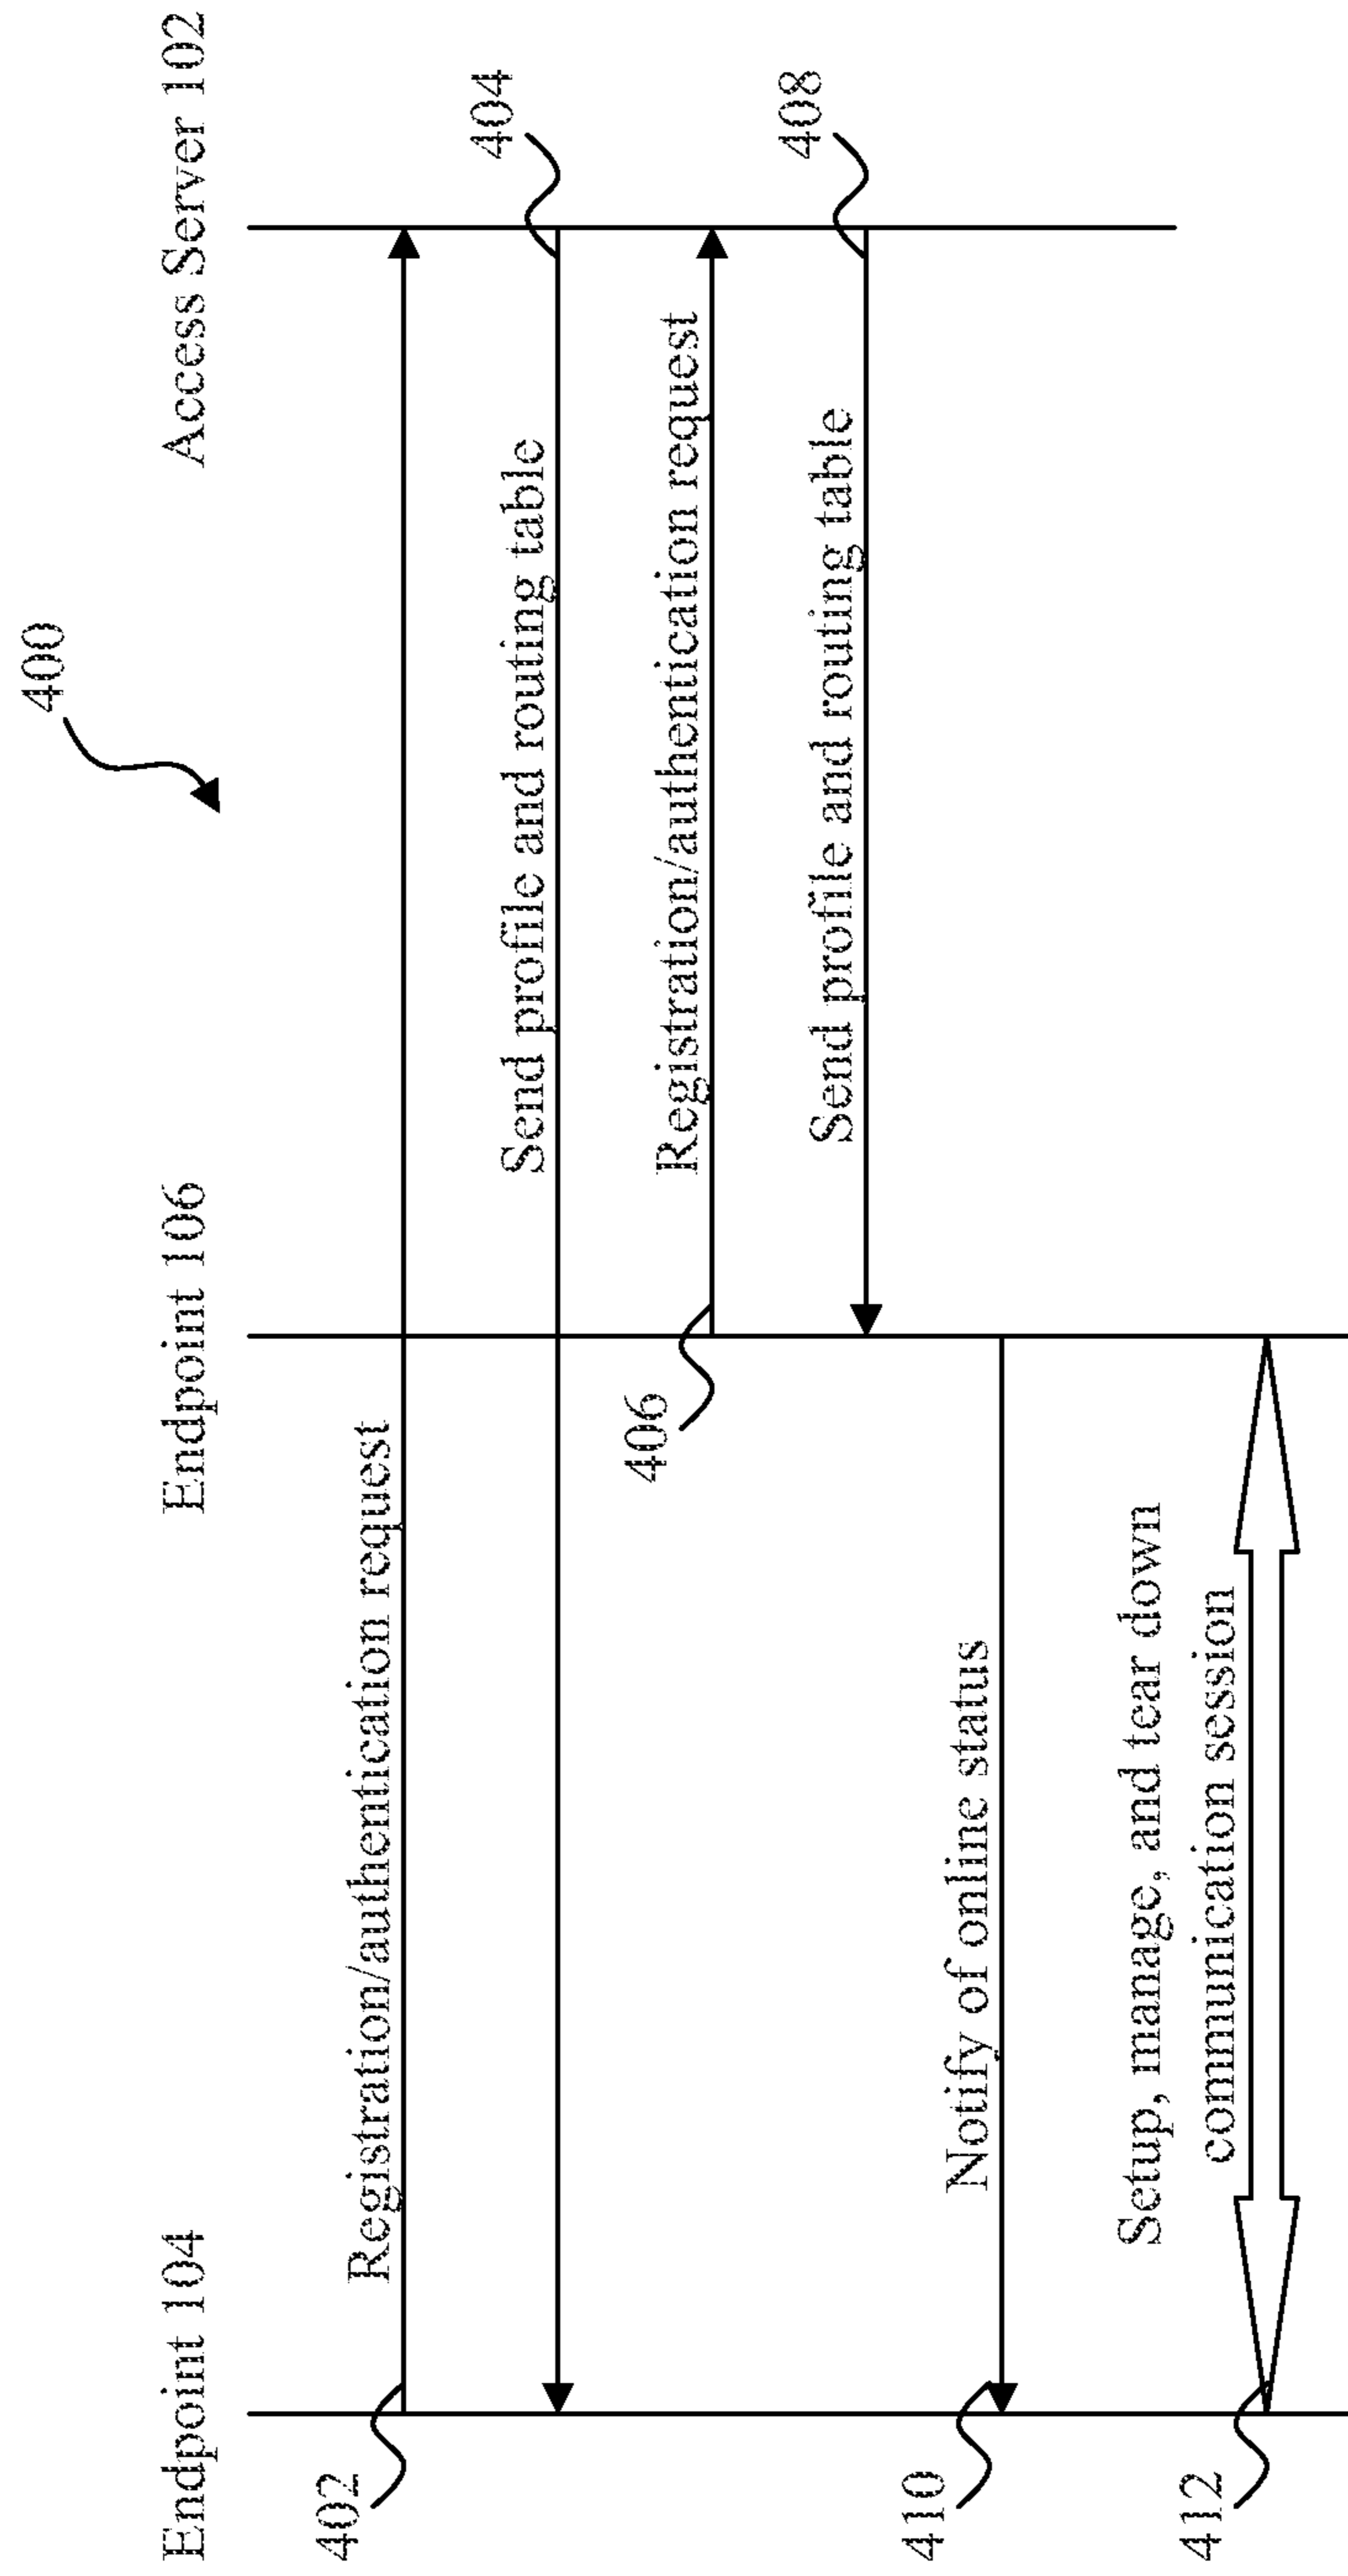 400
Endpoint 104
Endpoint 106
Access Server 102
402
Registration/authentication request
404
Send profile and routing table
406
Registration/authentication request
408
Send profile and routing table
410
Notify of online status
Setup, manage, and tear down
communication session
412